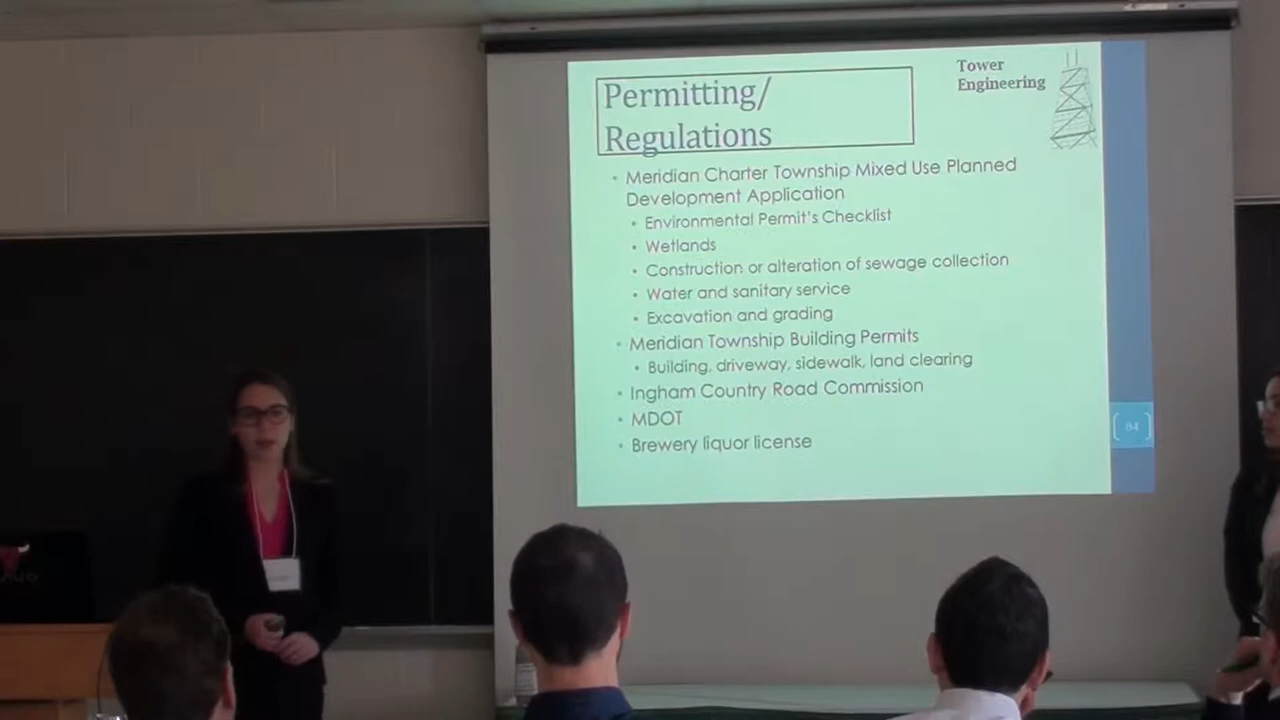 Tower
Engineering
Permitting/
Regulations
• Meridian Charter Township Mixed Use Planned
Development Application
• Environmental Permit's Checklist
• Wetlands
• Construction or alteration of sewage collection
• Water and sanitary service
• Excavation and grading
• Meridian Township Building Permits
• Building, driveway, sidewalk, land clearing
• Ingham Country Road Commission
• MDOT
• Brewery liquor license
84